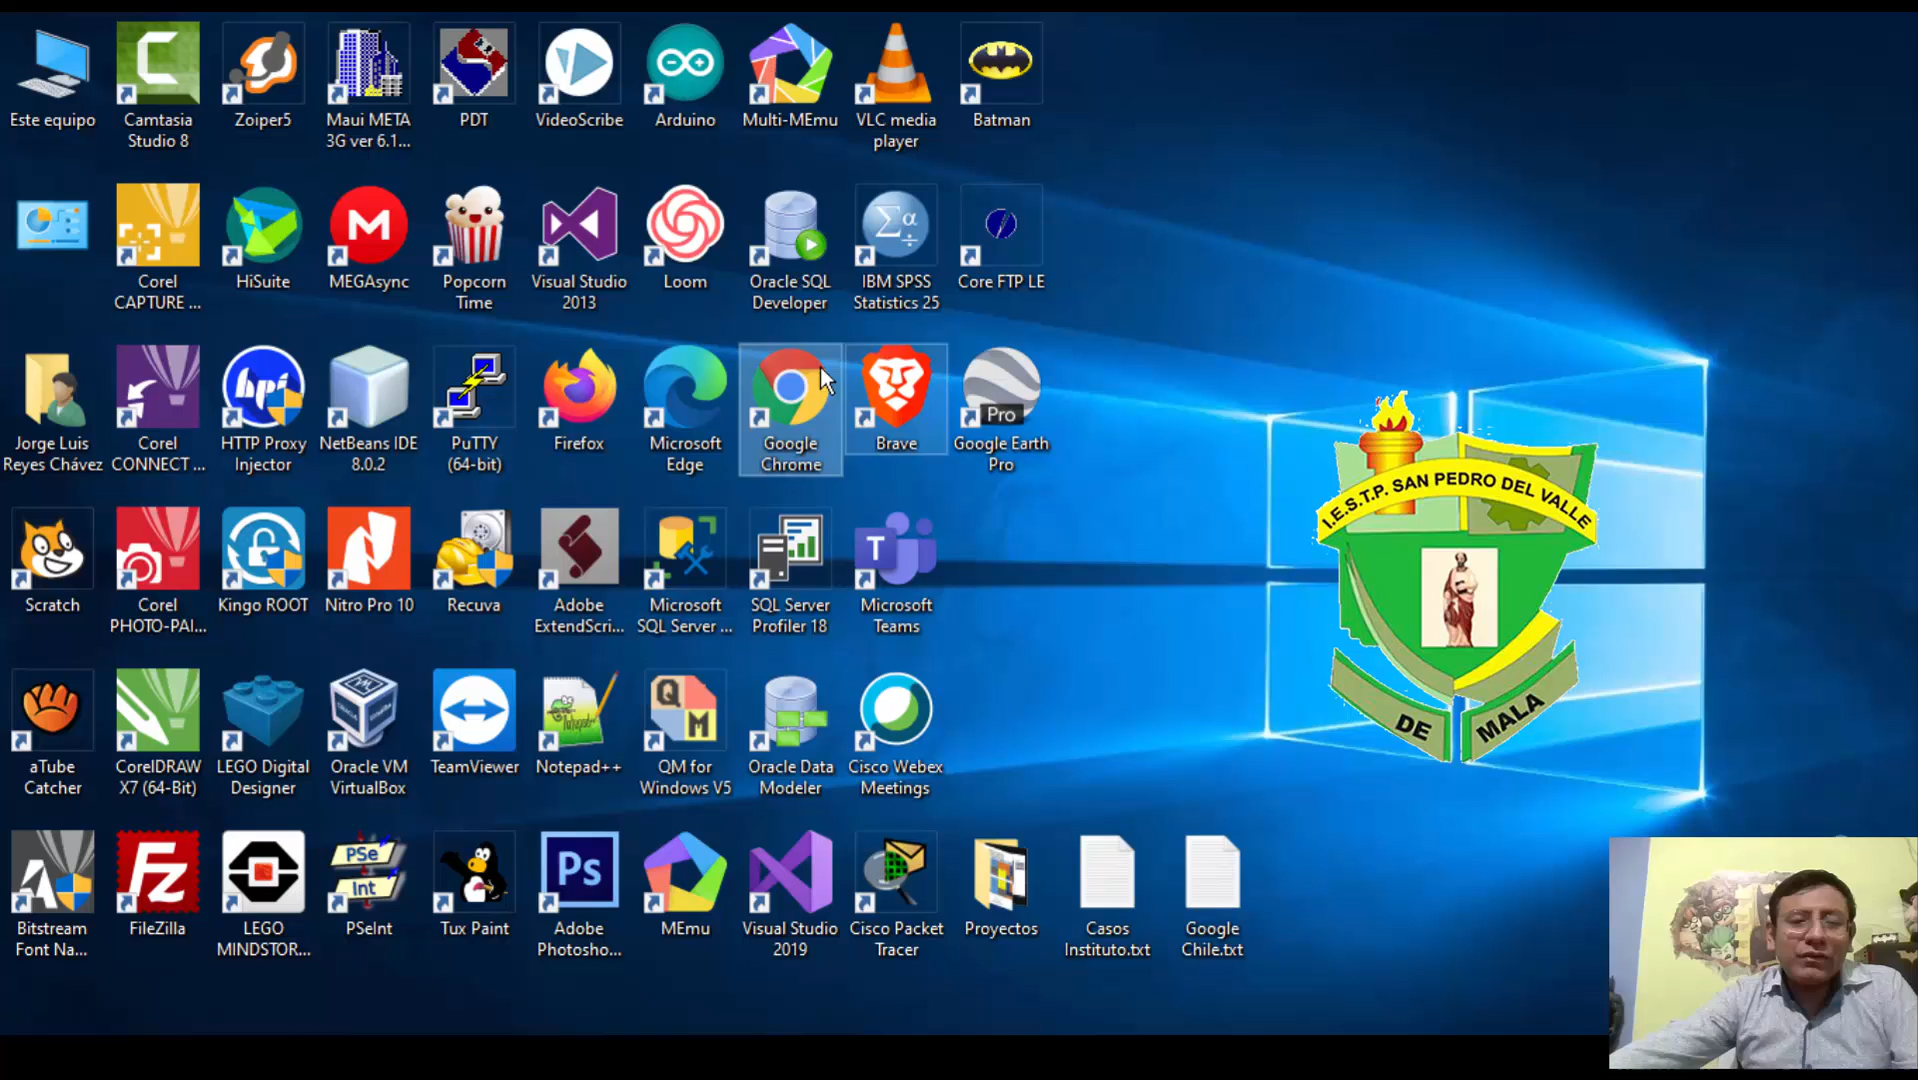 Este equipo
Camtasia
Studio 8
Zoiper5
Maui META
3G ver 6.1...
PDT
VideoScribe
Arduino
Multi-MEmu
VLC media
player
Batman
Corel
CAPTURE ...
HiSuite
M
MEGAsync
Popcorn
Time
Visual Studio
2013
Loom
Oracle SQL
Developer
Σα
÷
IBM SPSS
Statistics 25
Core FTP LE
Jorge Luis
Reyes Chávez
Corel
CONNECT ...
hpi
HTTP Proxy
Injector
NetBeans IDE
8.0.2
PuTTY
(64-bit)
Firefox
Microsoft
Edge
Google
Chrome
Brave
Pro
Google Earth
Pro
I.E.S.T.P. SAN PEDRO DEL VALLE
DE MALA
Scratch
Corel
PHOTO-PAI...
Kingo ROOT
Nitro Pro 10
Recuva
Adobe
ExtendScri...
Microsoft
SQL Server ...
SQL Server
Profiler 18
T
Microsoft
Teams
aTube
Catcher
CorelDRAW
X7 (64-Bit)
LEGO Digital
Designer
Oracle VM
VirtualBox
TeamViewer
Notepad++
QM
QM for
Windows V5
Oracle Data
Modeler
Cisco Webex
Meetings
Bitstream
Font Na...
Fz
FileZilla
LEGO
MINDSTOR...
PSe
Int
PSeInt
Tux Paint
Ps
Adobe
Photosho...
MEmu
Visual Studio
2019
Cisco Packet
Tracer
Proyectos
Casos
Instituto.txt
Google
Chile.txt